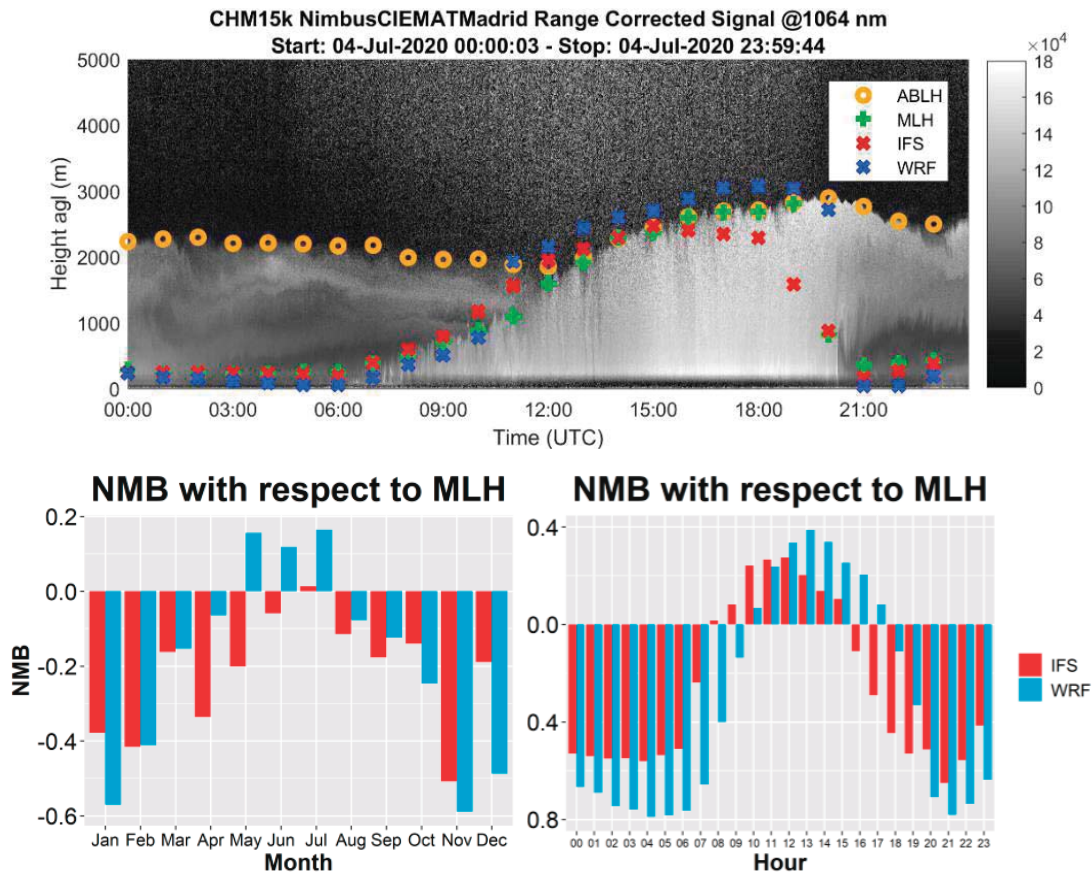 CHM15k NimbusCIEMATMadrid Range Corrected Signal @1064 nm
Start: 04-Jul-2020 00:00:03 - Stop: 04-Jul-2020 23:59:44
×10⁴
5000
4000
3000
2000
1000
0
Height agl (m)
ABLH
MLH
IFS
WRF
18
16
14
12
10
8
6
4
2
0
00:00 03:00 06:00 09:00 12:00 15:00 18:00 21:00
Time (UTC)
NMB with respect to MLH
0.2
0.0
-0.2
-0.4
-0.6
NMB
Jan Feb Mar Apr May Jun Jul Aug Sep Oct Nov Dec
Month
NMB with respect to MLH
0.4
0.0
0.4
0.8
00 01 02 03 04 05 06 07 08 09 10 11 12 13 14 15 16 17 18 19 20 21 22 23
Hour
IFS
WRF